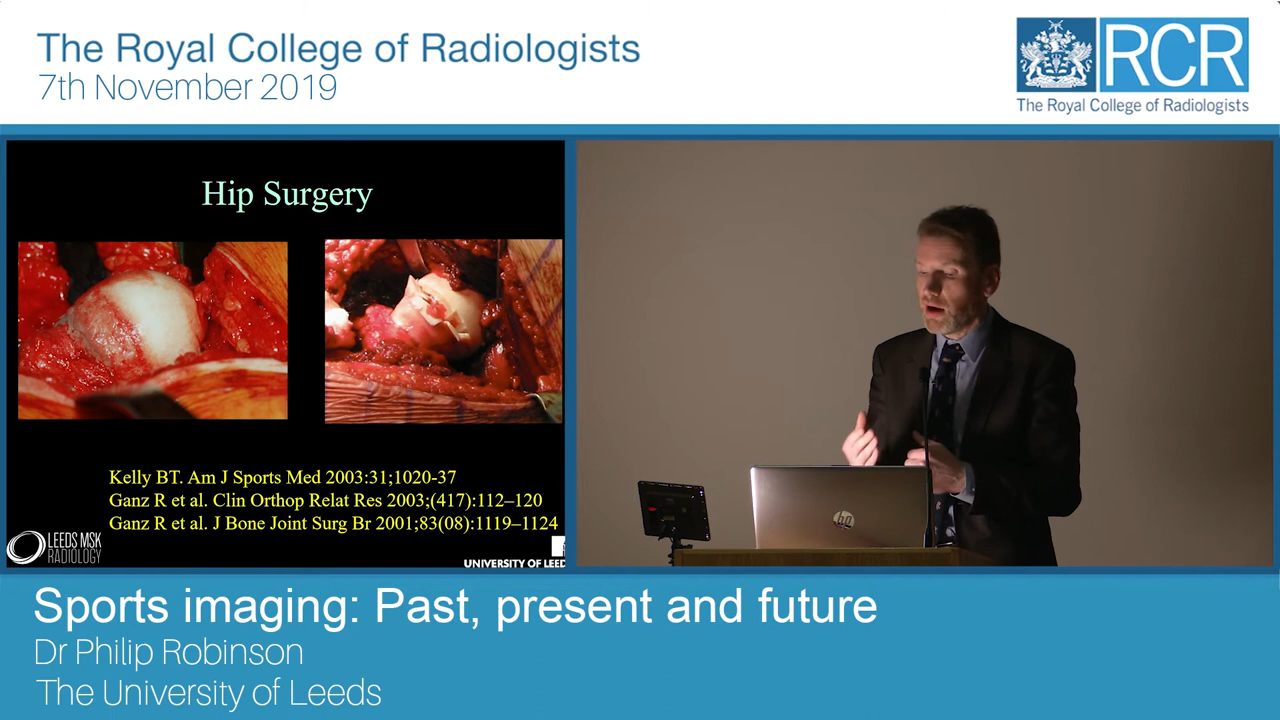 The Royal College of Radiologists
7th November 2019
RCR
The Royal College of Radiologists
Hip Surgery
Kelly BT. Am J Sports Med 2003:31;1020-37
Ganz R et al. Clin Orthop Relat Res 2003;(417):112–120
Ganz R et al. J Bone Joint Surg Br 2001;83(08):1119–1124
LEEDS MSK
RADIOLOGY
UNIVERSITY OF LEED
hp
Sports imaging: Past, present and future
Dr Philip Robinson
The University of Leeds